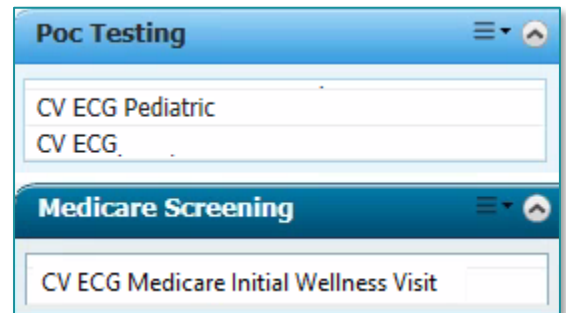 Poc Testing
CV ECG Pediatric
CV ECG
Medicare Screening
CV ECG Medicare Initial Wellness Visit